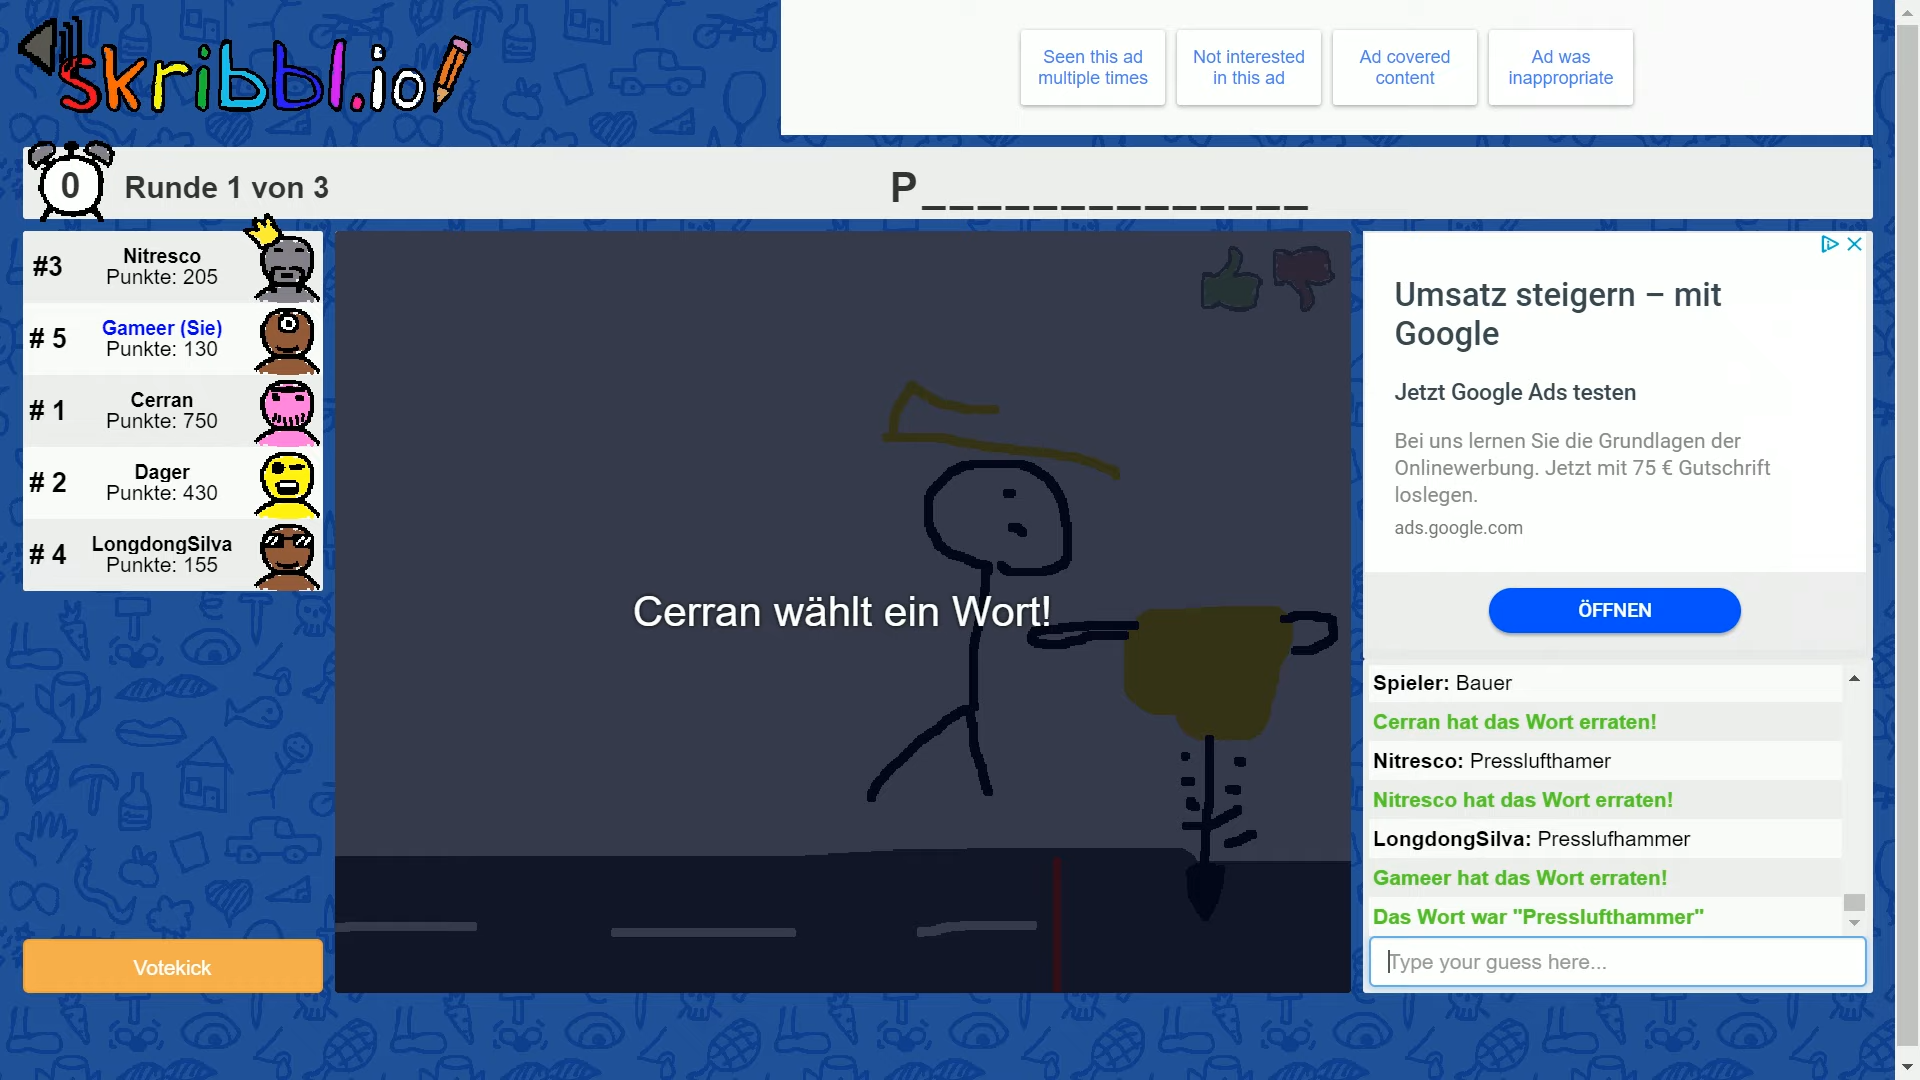 skribbl.io
Seen this ad
multiple times
Not interested
in this ad
Ad covered
content
Ad was
inappropriate
0
Runde 1 von 3
P______________
#3
Nitresco
Punkte: 205
# 5
Gameer (Sie)
Punkte: 130
# 1
Cerran
Punkte: 750
# 2
Dager
Punkte: 430
# 4
LongdongSilva
Punkte: 155
Votekick
Cerran wählt ein Wort!
Umsatz steigern – mit
Google
Jetzt Google Ads testen
Bei uns lernen Sie die Grundlagen der
Onlinewerbung. Jetzt mit 75 € Gutschrift
loslegen.
ads.google.com
ÖFFNEN
Spieler: Bauer
Cerran hat das Wort erraten!
Nitresco: Presslufthamer
Nitresco hat das Wort erraten!
LongdongSilva: Presslufhammer
Gameer hat das Wort erraten!
Das Wort war "Presslufthammer"
Type your guess here...